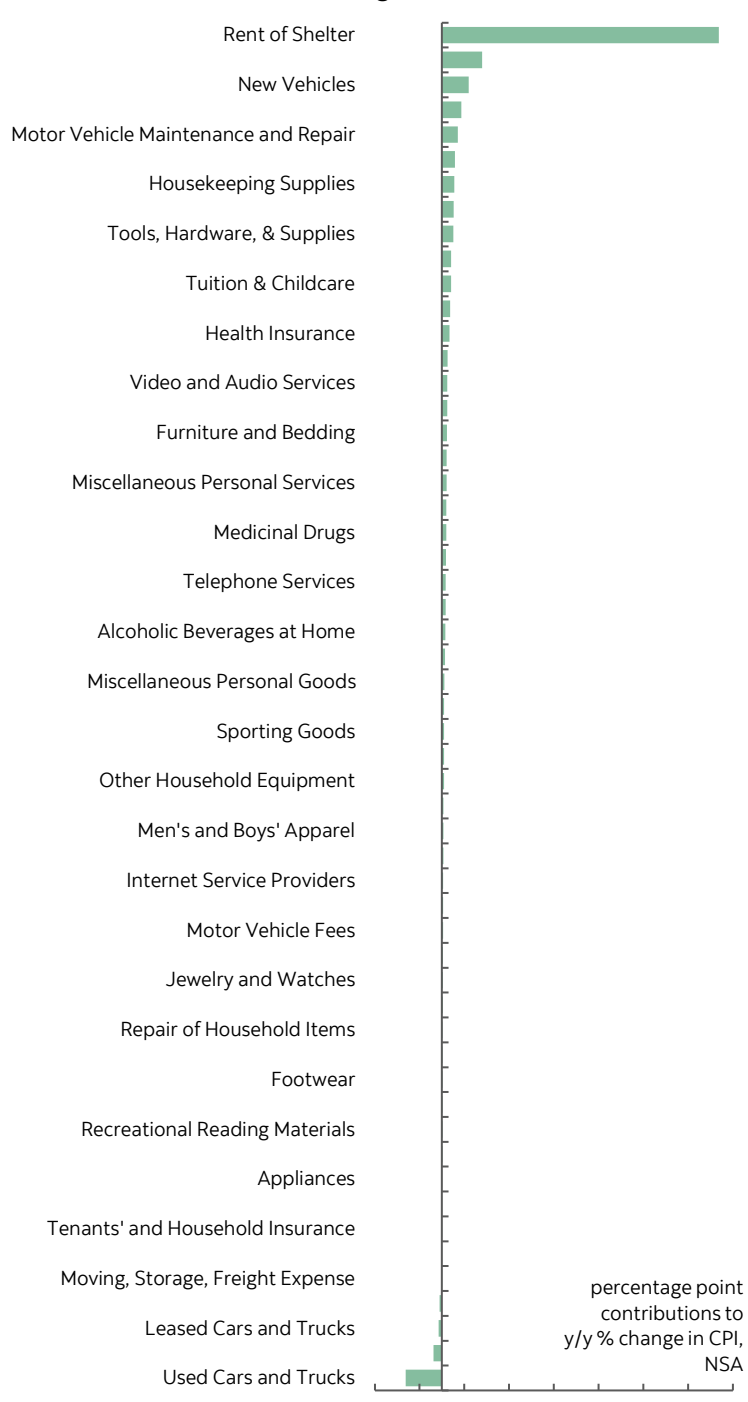 Rent of Shelter
New Vehicles
Motor Vehicle Maintenance and Repair
Housekeeping Supplies
Tools, Hardware, & Supplies
Tuition & Childcare
Health Insurance
Video and Audio Services
Furniture and Bedding
Miscellaneous Personal Services
Medicinal Drugs
Telephone Services
Alcoholic Beverages at Home
Miscellaneous Personal Goods
Sporting Goods
Other Household Equipment
Men's and Boys' Apparel
Internet Service Providers
Motor Vehicle Fees
Jewelry and Watches
Repair of Household Items
Footwear
Recreational Reading Materials
Appliances
Tenants' and Household Insurance
Moving, Storage, Freight Expense
Leased Cars and Trucks
Used Cars and Trucks
percentage point
contributions to
y/y % change in CPI,
NSA